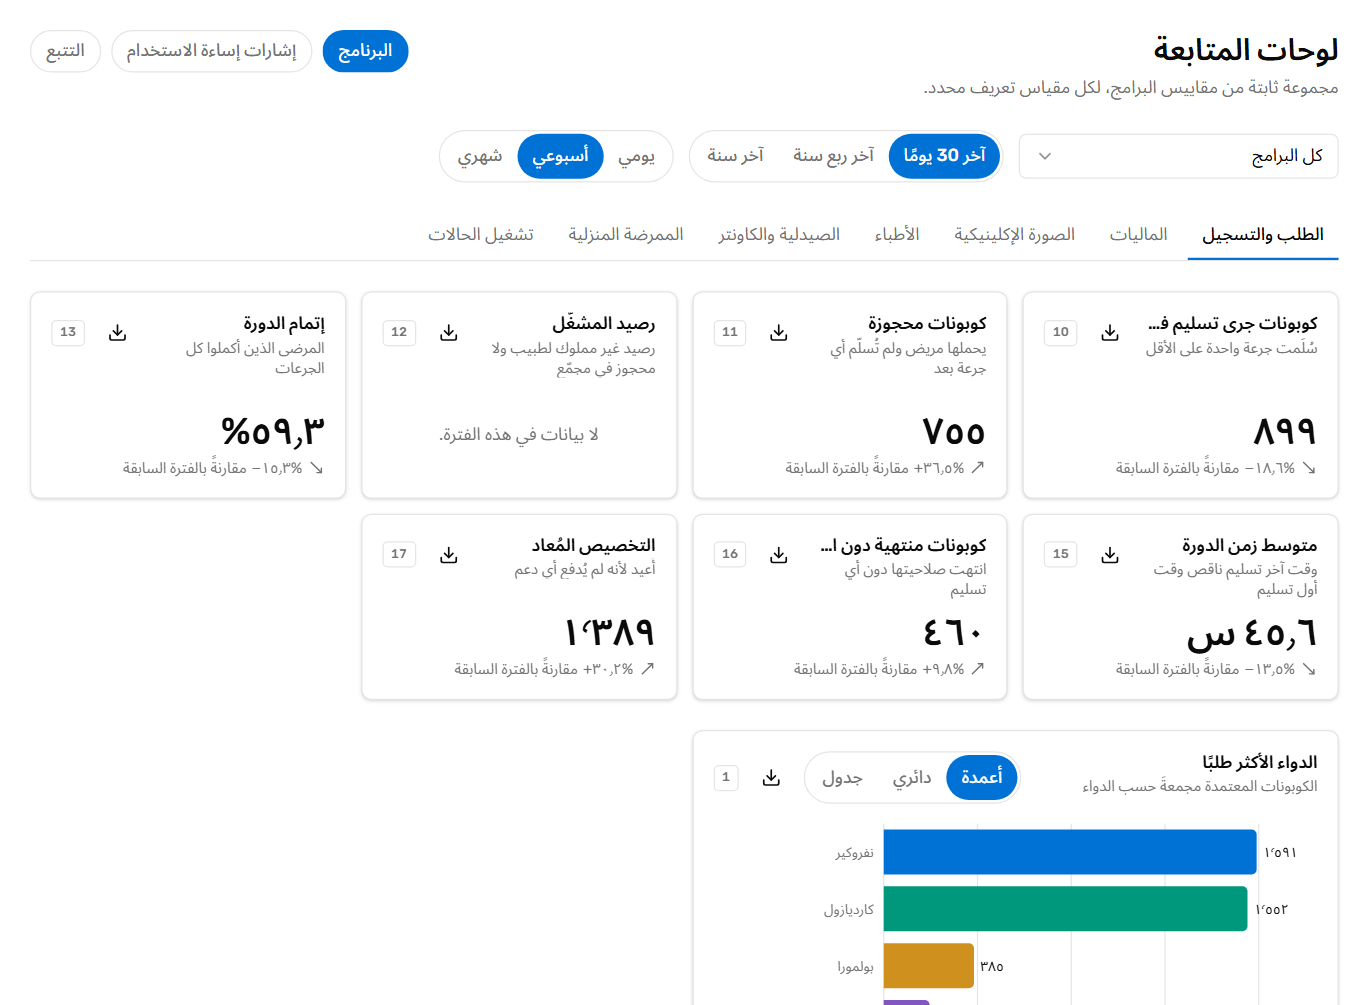 لوحات المتابعة
مجموعة ثابتة من مقاييس البرامج، لكل مقياس تعريف محدد.
البرنامج
إشارات إساءة الاستخدام
التتبع
كل البرامج
آخر 30 يومًا
آخر ربع سنة
آخر سنة
يومي
أسبوعي
شهري
الطلب والتسجيل
الماليات
الصورة الإكلينيكية
الأطباء
الصيدلية والكاونتر
الممرضة المنزلية
تشغيل الحالات
كوبونات جرى تسليم ف...
سُلّمت جرعة واحدة على الأقل
10
٨٩٩
−١٨٫٦% مقارنةً بالفترة السابقة
كوبونات محجوزة
يحملها مريض ولم تُسلَّم أي
جرعة بعد
11
٧٥٥
+٣٦٫٥% مقارنةً بالفترة السابقة
رصيد المشغّل
رصيد غير مملوك لطبيب ولا
محجوز في مجمّع
12
لا بيانات في هذه الفترة.
إتمام الدورة
المرضى الذين أكملوا كل
الجرعات
13
٥٩٫٣%
−١٥٫٣% مقارنةً بالفترة السابقة
متوسط زمن الدورة
وقت آخر تسليم ناقص وقت
أول تسليم
15
٤٥٫٦ س
−١٣٫٥% مقارنةً بالفترة السابقة
كوبونات منتهية دون ا...
انتهت صلاحيتها دون أي
تسليم
16
٤٦٠
+٩٫٨% مقارنةً بالفترة السابقة
التخصيص المُعاد
أعيد لأنه لم يُدفع أي دعم
17
١٬٣٨٩
+٣٠٫٢% مقارنةً بالفترة السابقة
الدواء الأكثر طلبًا
الكوبونات المعتمدة مجمعةً حسب الدواء
أعمدة
دائري
جدول
1
نفروكير
١٬٥٩١
كارديازول
١٬٥٥٢
بولمورا
٣٨٥